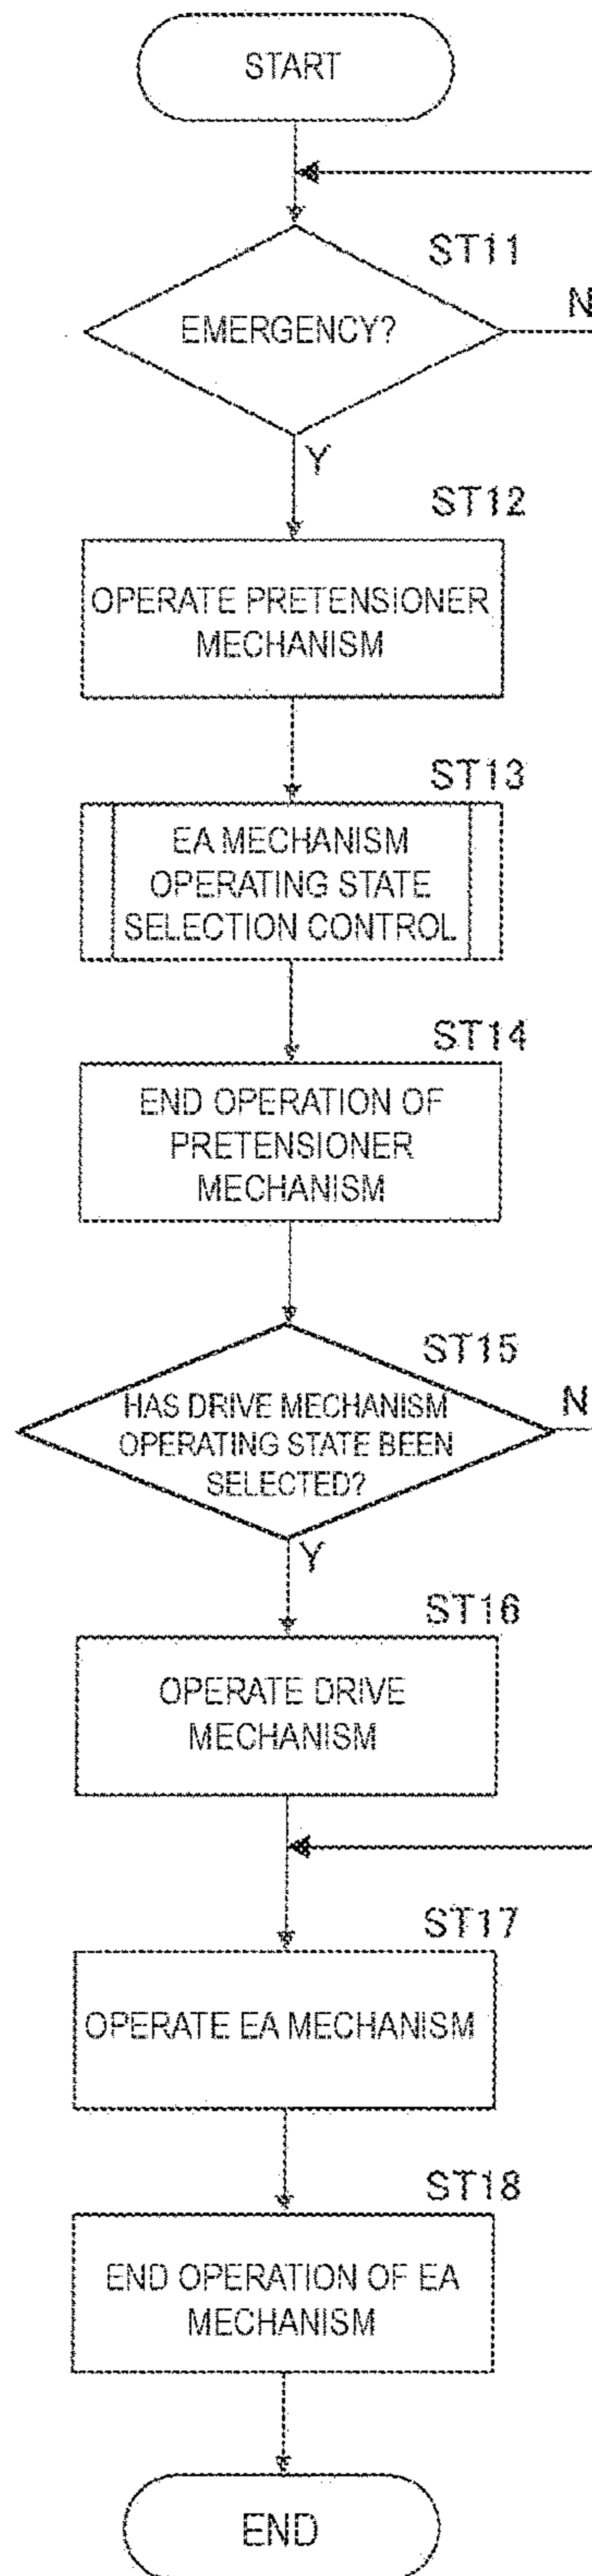 START
ST11
EMERGENCY?
N
Y
ST12
OPERATE PRETENSIONER
MECHANISM
ST13
EA MECHANISM
OPERATING STATE
SELECTION CONTROL
ST14
END OPERATION OF
PRETENSIONER
MECHANISM
ST15
HAS DRIVE MECHANISM
OPERATING STATE BEEN
SELECTED?
N
Y
ST16
OPERATE DRIVE
MECHANISM
ST17
OPERATE EA MECHANISM
ST18
END OPERATION OF EA
MECHANISM
END